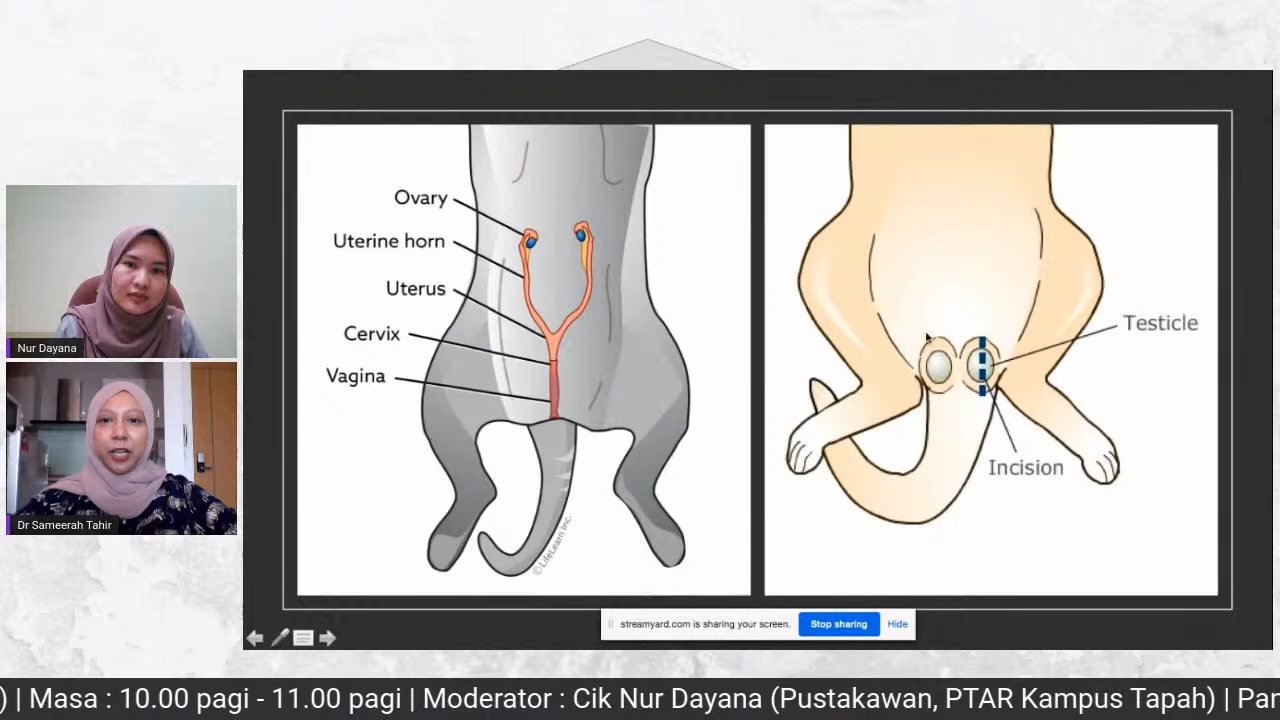 Ovary
Uterine horn
Uterus
Cervix
Vagina
© LifeLearn Inc.
Testicle
Incision
Nur Dayana
Dr Sameerah Tahir
streamyard.com is sharing your screen.
Stop sharing
Hide
) | Masa : 10.00 pagi - 11.00 pagi | Moderator : Cik Nur Dayana (Pustakawan, PTAR Kampus Tapah) | Par